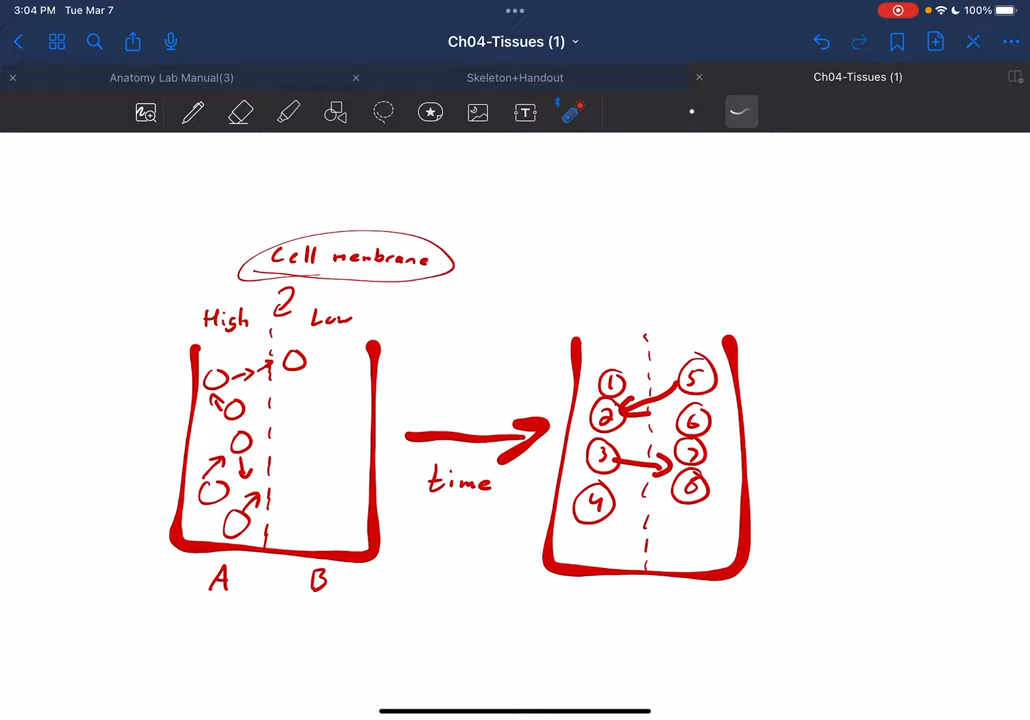 3:04 PM Tue Mar 7
100%
Ch04-Tissues (1)
Anatomy Lab Manual(3)
Skeleton+Handout
Ch04-Tissues (1)
T
Cell membrane
High
Low
A
B
time
1
2
3
4
5
6
7
8